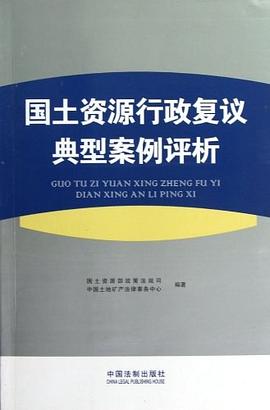 国土资源行政复议
典型案例评析
GUO TU ZI YUAN XING ZHENG FU YI
DIAN XING AN LI PING XI
国土资源部政策法规司
中国土地矿产法律事务中心
编著
中国法制出版社
CHINA LEGAL PUBLISHING HOUSE